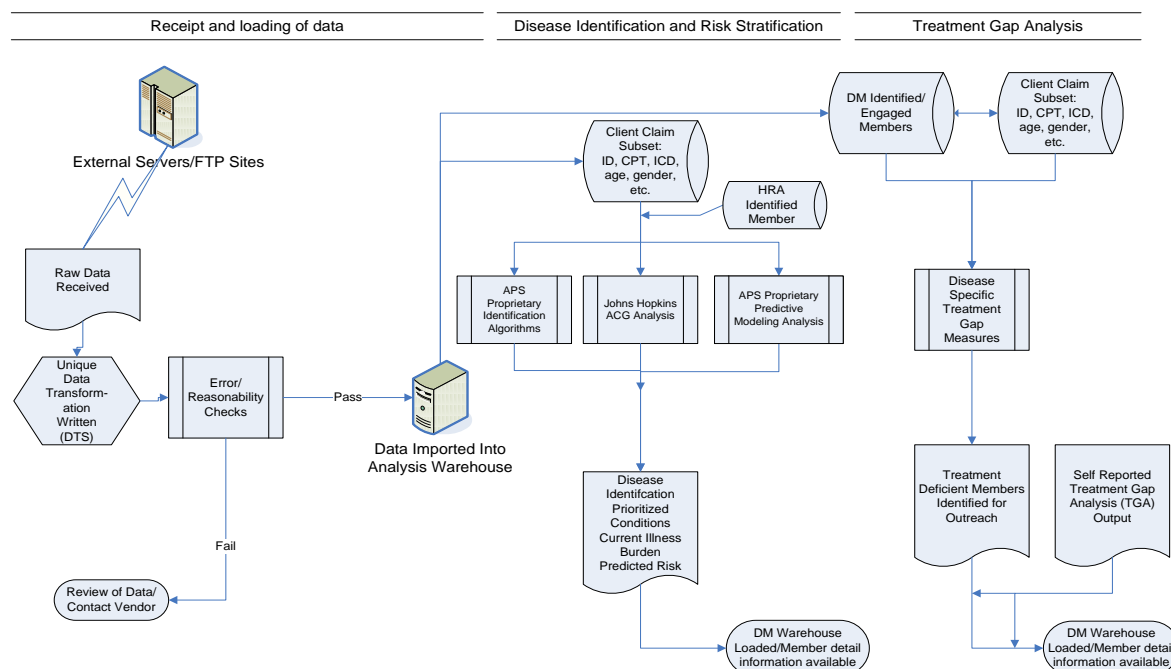 Receipt and loading of data
Disease Identification and Risk Stratification
Treatment Gap Analysis
External Servers/FTP Sites
Raw Data
Received
Unique
Data
Transform-
ation
Written
(DTS)
Error/
Reasonability
Checks
Pass
Fail
Review of Data/
Contact Vendor
Data Imported Into
Analysis Warehouse
Client Claim
Subset:
ID, CPT, ICD,
age, gender,
etc.
HRA
Identified
Member
APS
Proprietary
Identification
Algorithms
Johns Hopkins
ACG Analysis
APS Proprietary
Predictive
Modeling Analysis
Disease
Identifcation
Prioritized
Conditions
Current Illness
Burden
Predicted Risk
DM Warehouse
Loaded/Member detail
information available
DM Identified/
Engaged
Members
Client Claim
Subset:
ID, CPT, ICD,
age, gender,
etc.
Disease
Specific
Treatment
Gap
Measures
Treatment
Deficient Members
Identified for
Outreach
Self Reported
Treatment Gap
Analysis (TGA)
Output
DM Warehouse
Loaded/Member detail
information available